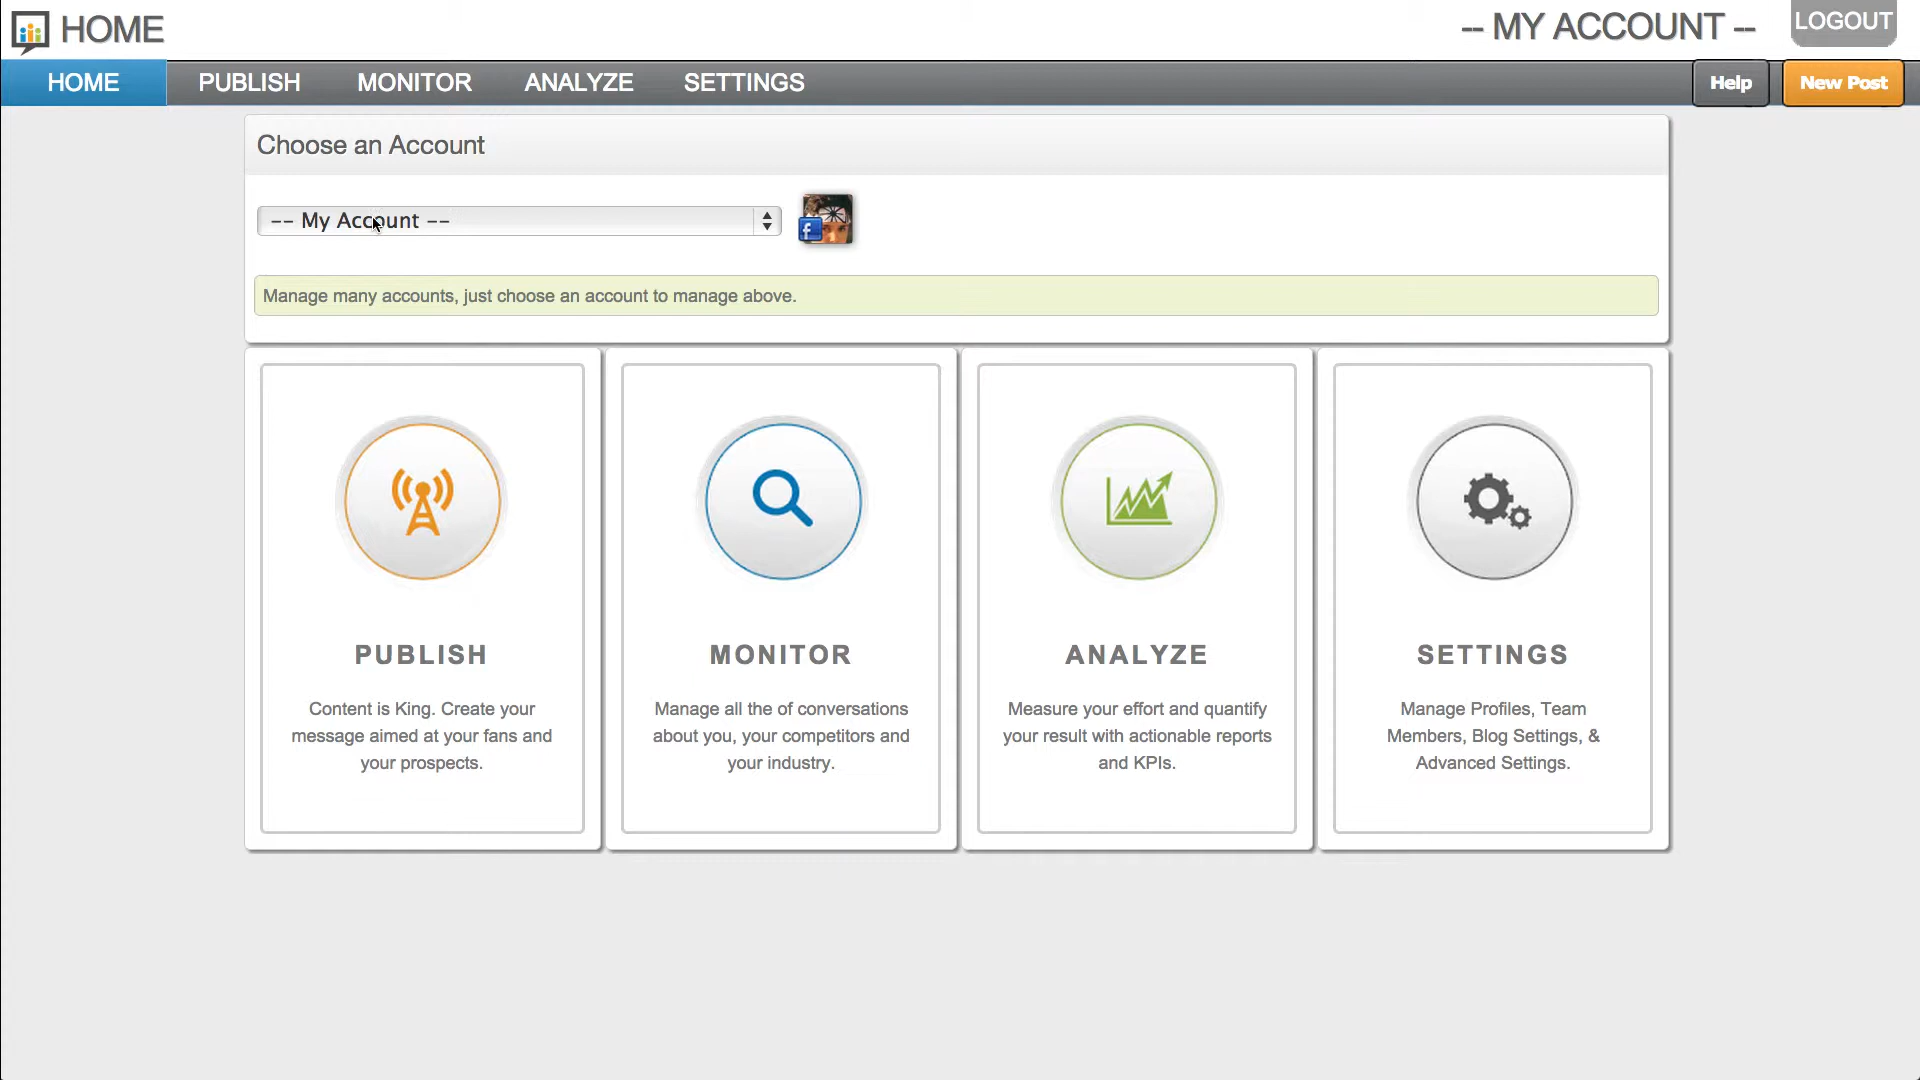 HOME
-- MY ACCOUNT --
LOGOUT
HOME
PUBLISH
MONITOR
ANALYZE
SETTINGS
Help
New Post
Choose an Account
-- My Account --
f
Manage many accounts, just choose an account to manage above.
PUBLISH
Content is King. Create your
message aimed at your fans and
your prospects.
MONITOR
Manage all the of conversations
about you, your competitors and
your industry.
ANALYZE
Measure your effort and quantify
your result with actionable reports
and KPIs.
SETTINGS
Manage Profiles, Team
Members, Blog Settings, &
Advanced Settings.